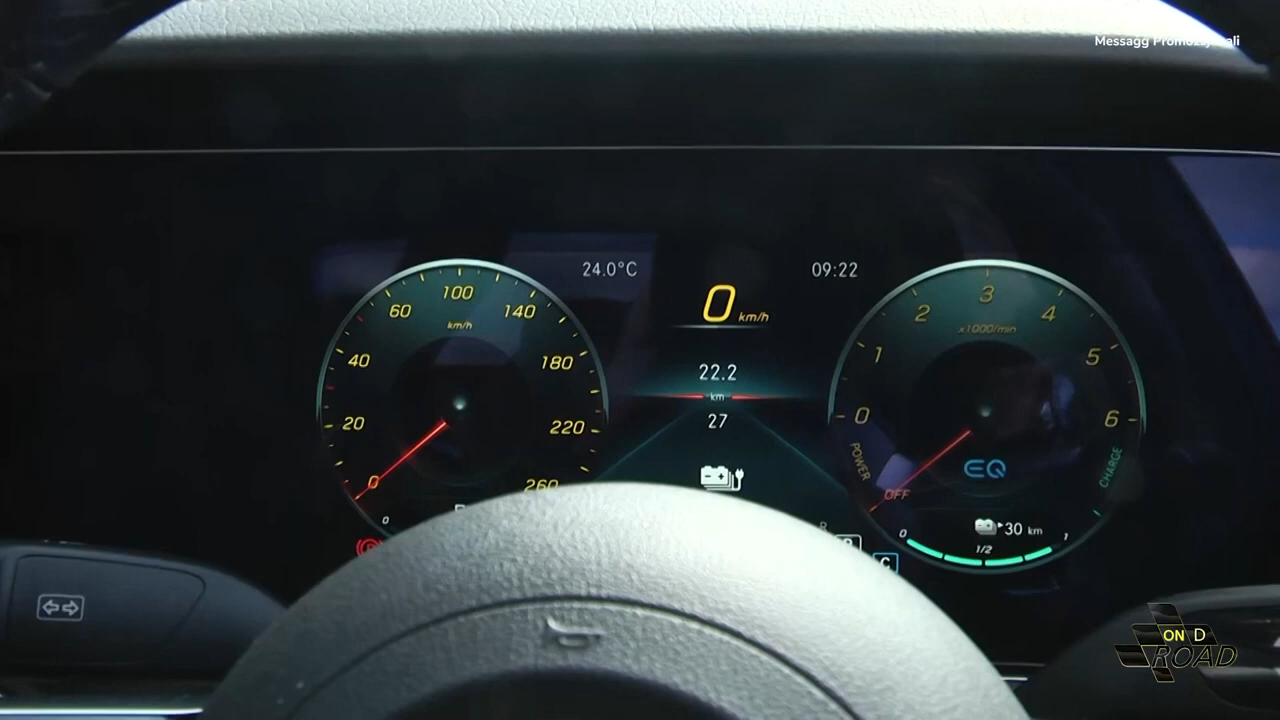 Messagg Promozzjonali
24.0°C
09:22
0 km/h
22.2
km
27
100
60
140
km/h
40
180
20
220
0
260
0
3
2
4
x1000/min
1
5
0
6
POWER
CHARGE
EQ
OFF
30 km
0
1/2
1
R
C
ON D
ROAD